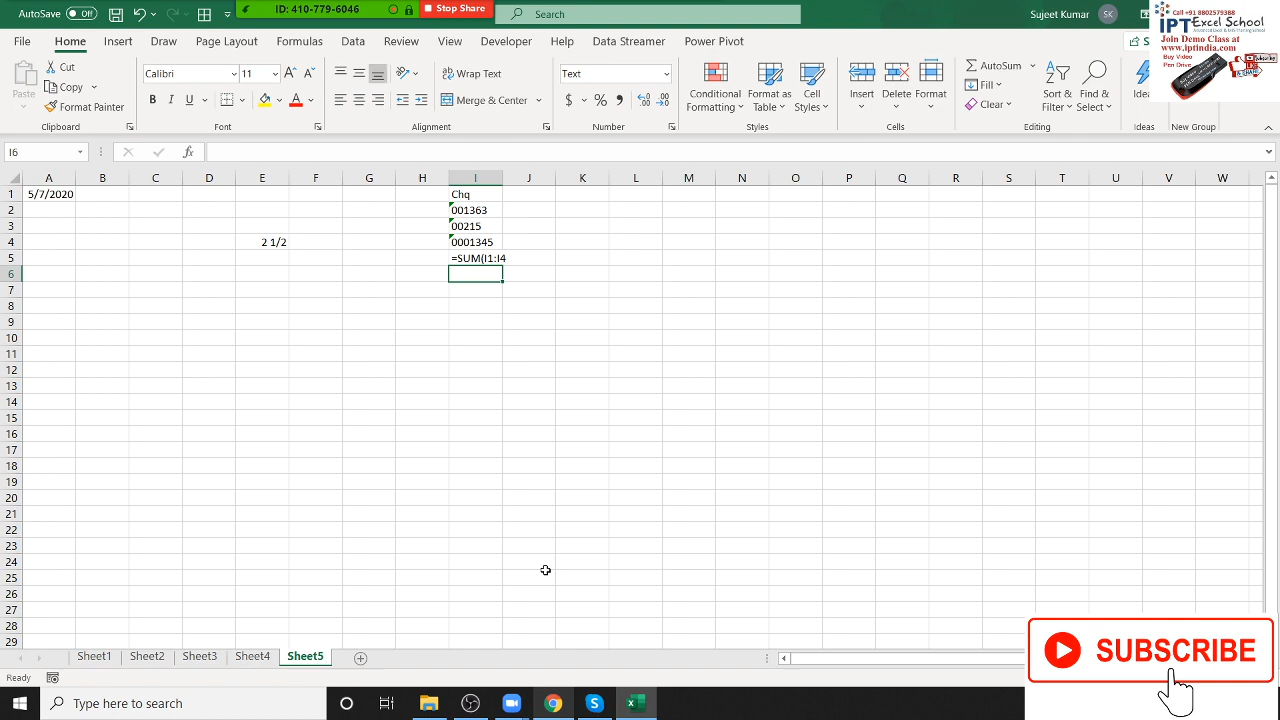 AutoSave Off
ID: 410-779-6046 Stop Share
Search
Sujeet Kumar SK
Call +91 8802579388
IPT Excel School
Advanced Excel & MIS Training School
Join Demo Class at
www.iptindia.com
Buy Video
Pen Drive
File Home Insert Draw Page Layout Formulas Data Review View Developer Help Data Streamer Power Pivot
Paste Cut Copy Format Painter
Calibri 11 A A
B I U A
Wrap Text
Merge & Center
Text
$ % ,
Conditional Formatting Format as Table Cell Styles
Insert Delete Format
AutoSum Fill Clear
Sort & Filter Find & Select
Ideas
Clipboard Font Alignment Number Styles Cells Editing Ideas New Group
I6 fx
A B C D E F G H I J K L M N O P Q R S T U V W
1 5/7/2020 Chq
2 001363
3 00215
4 2 1/2 0001345
5 =SUM(I1:I4
6
7
8
9
10
11
12
13
14
15
16
17
18
19
20
21
22
23
24
25
26
27
28
29
Sheet1 Sheet2 Sheet3 Sheet4 Sheet5
Ready
SUBSCRIBE
Type here to search